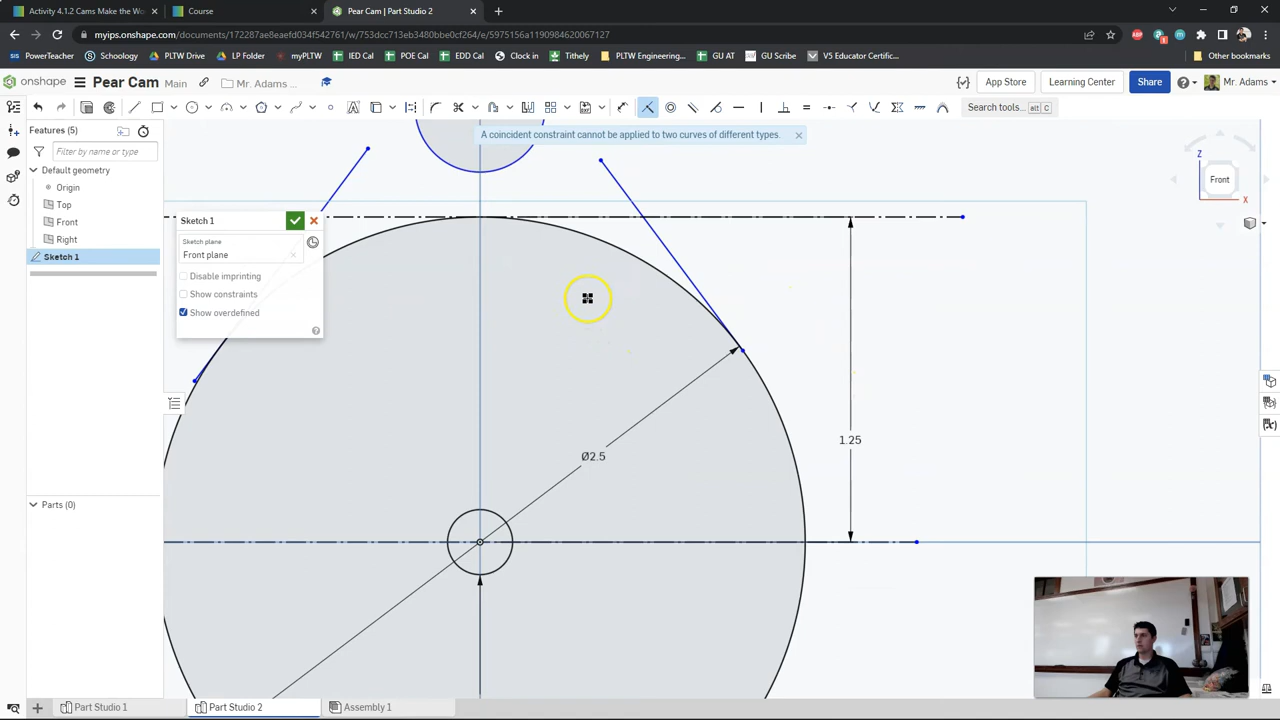 Activity 4.1.2 Cams Make the Wo
Course
Pear Cam | Part Studio 2
myips.onshape.com/documents/172287ae8eaefd034f542761/w/753dcc713eb3480bbe0cf264/e/5975156a1190984620067127
PowerTeacher
Schoology
PLTW Drawing
LP Folder
myPLTW
IED Cal
POE Cal
EDD Cal
Clock in
Tithely
PLTW Engineering...
GU AT
GU Scribe
V5 Educator Certific...
Other bookmarks
onshape
Pear Cam
Main
Mr. Adams ...
App Store
Learning Center
Share
Mr. Adams
Search tools...
alt C
Features (5)
Filter by name or type
Default geometry
Origin
Top
Front
Right
Sketch 1
A coincident constraint cannot be applied to two curves of different types.
Sketch 1
Sketch plane
Front plane
Disable imprinting
Show constraints
Show overdefined
Z
Front
X
1.25
Ø2.5
Parts (0)
Part Studio 1
Part Studio 2
Assembly 1